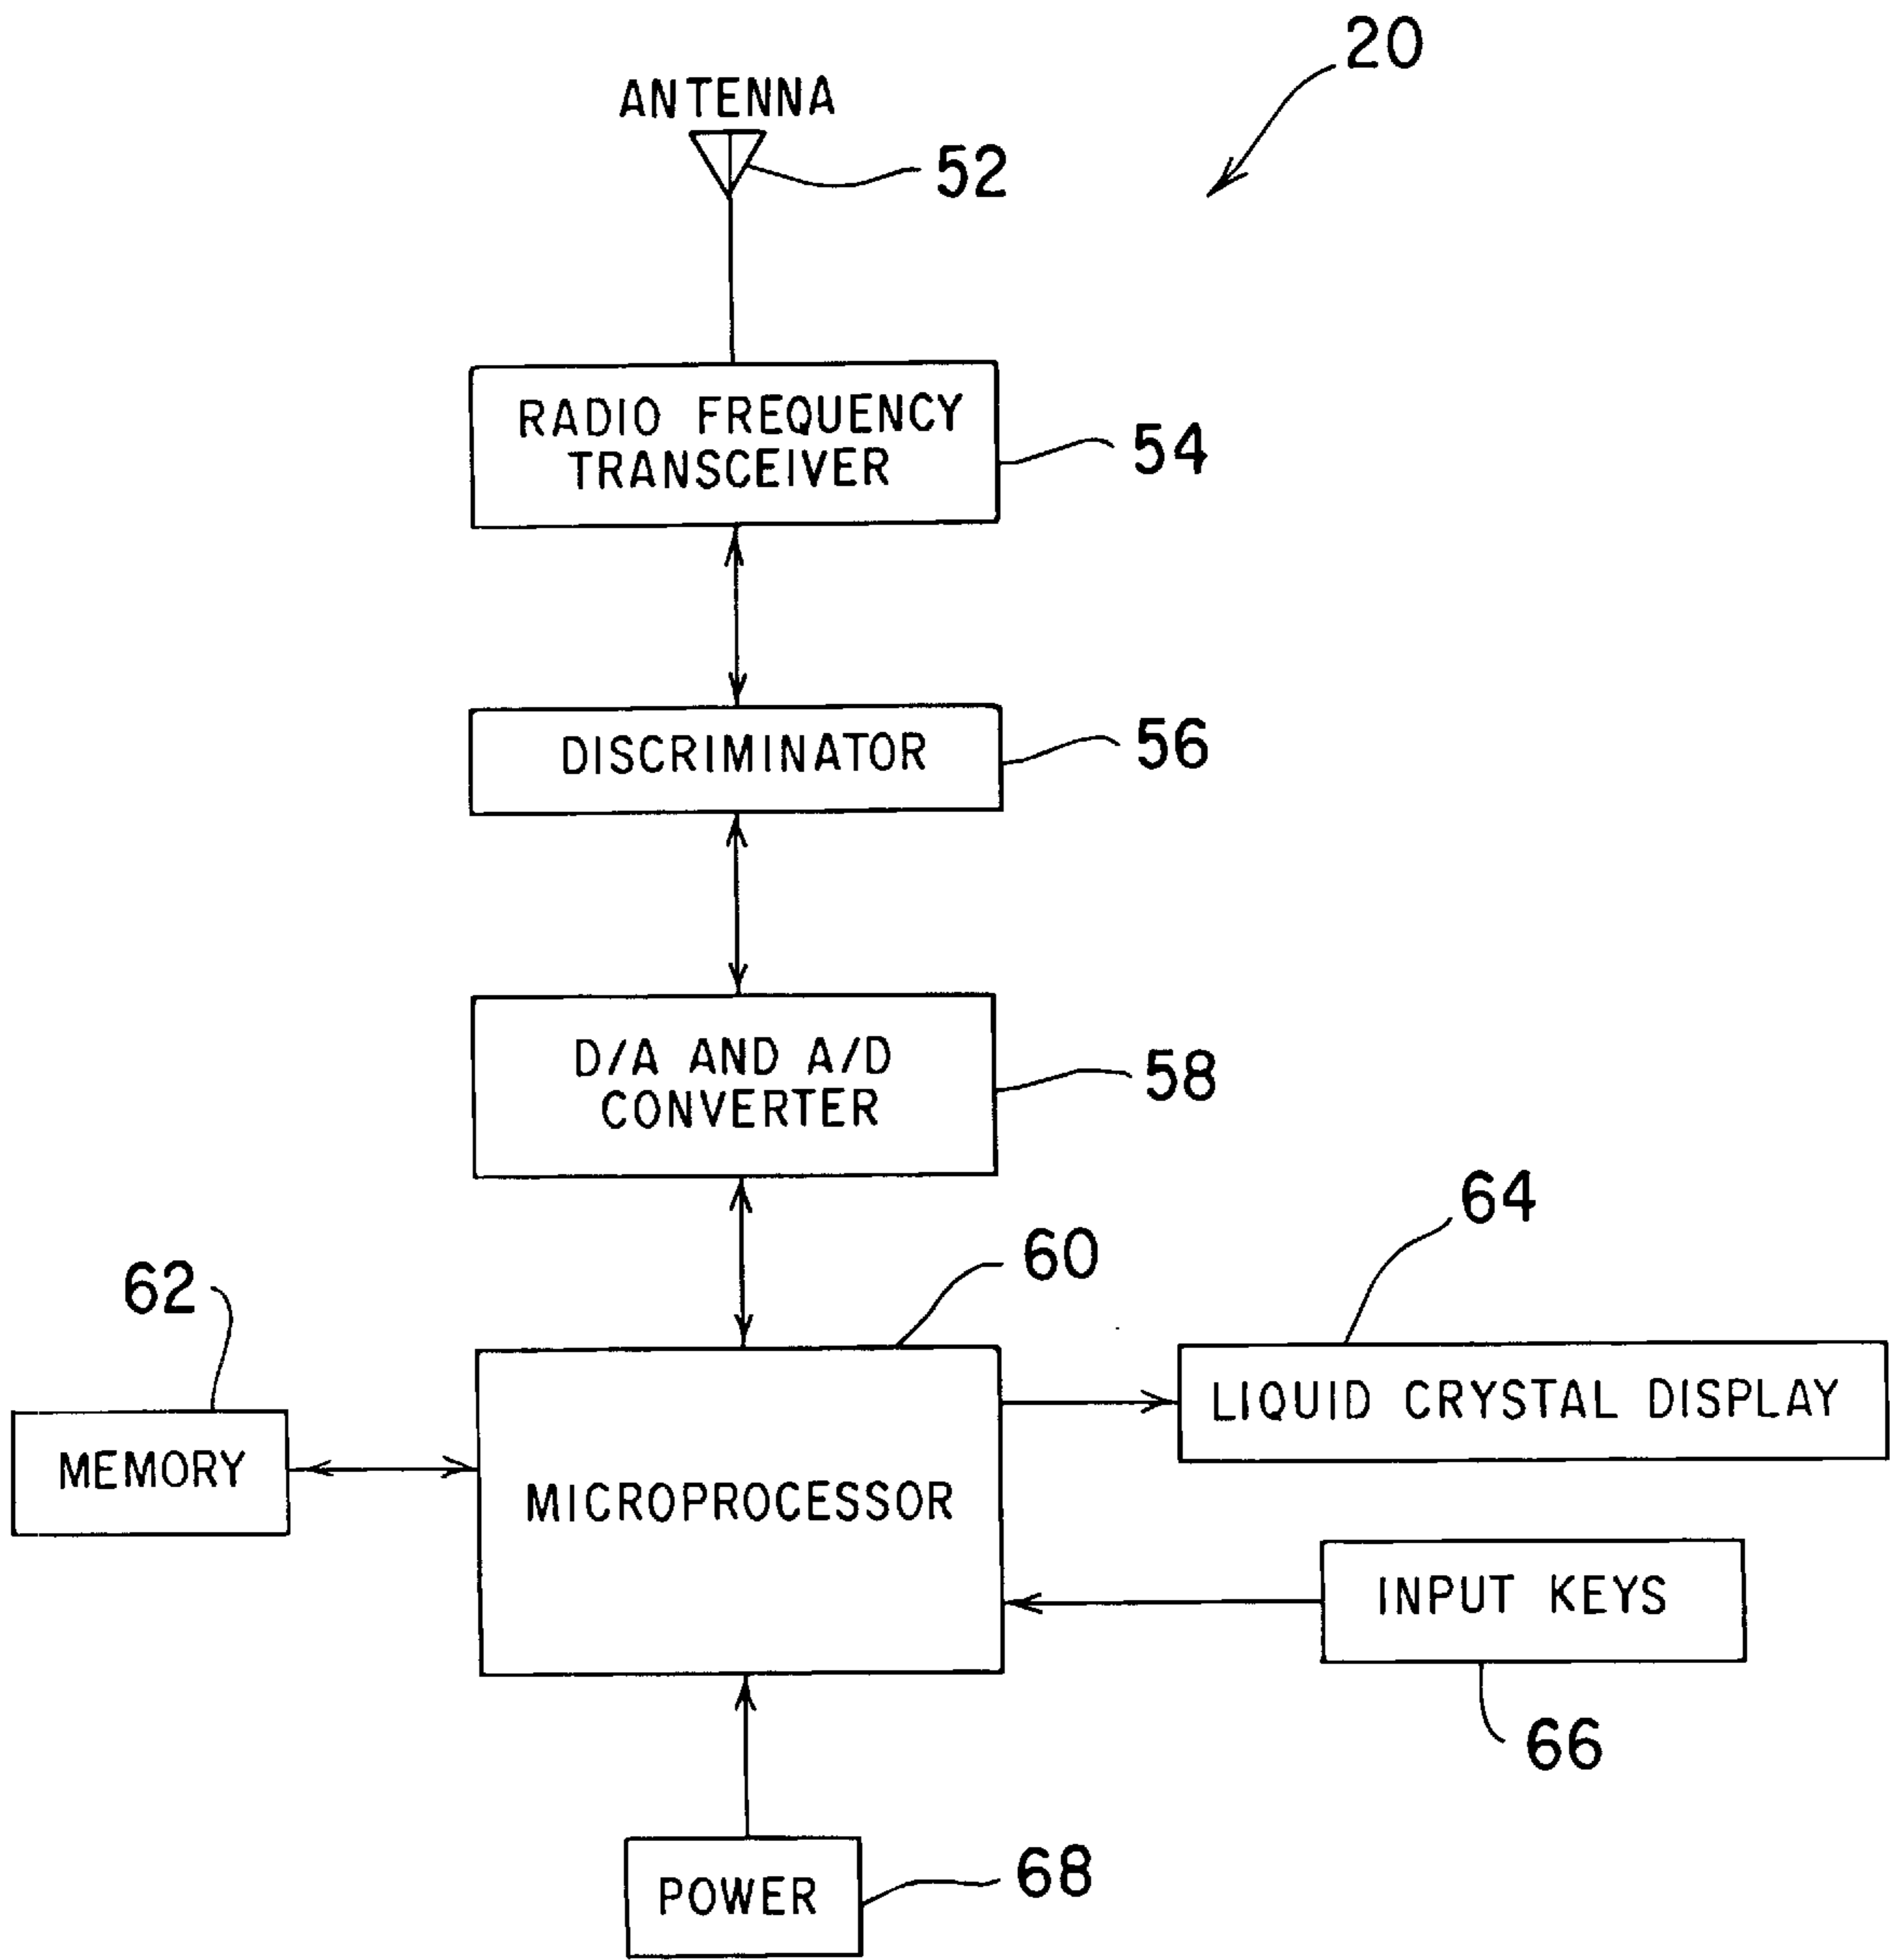 20
ANTENNA
52
RADIO FREQUENCY
TRANSCEIVER
54
DISCRIMINATOR
56
D/A AND A/D
CONVERTER
58
60
62
64
MEMORY
MICROPROCESSOR
LIQUID CRYSTAL DISPLAY
INPUT KEYS
66
POWER
68